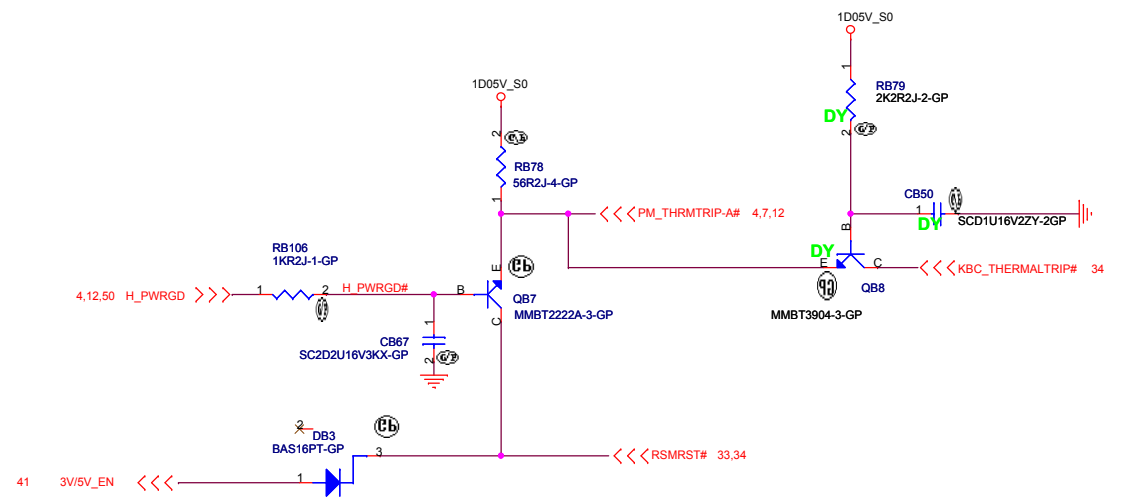 1D05V_S0
1
RB79
2K2R2J-2-GP
DY
2
1D05V_S0
2
RB78
56R2J-4-GP
1
PM_THRMTRIP-A# 4,7,12
CB50
1
DY
SCD1U16V2ZY-2GP
B
DY
E
C
KBC_THERMALTRIP# 34
QB8
MMBT3904-3-GP
RB106
1KR2J-1-GP
4,12,50 H_PWRGD
1
2
H_PWRGD#
E
B
QB7
MMBT2222A-3-GP
C
1
CB67
SC2D2U16V3KX-GP
2
2
DB3
BAS16PT-GP
3
RSMRST# 33,34
1
41 3V/5V_EN